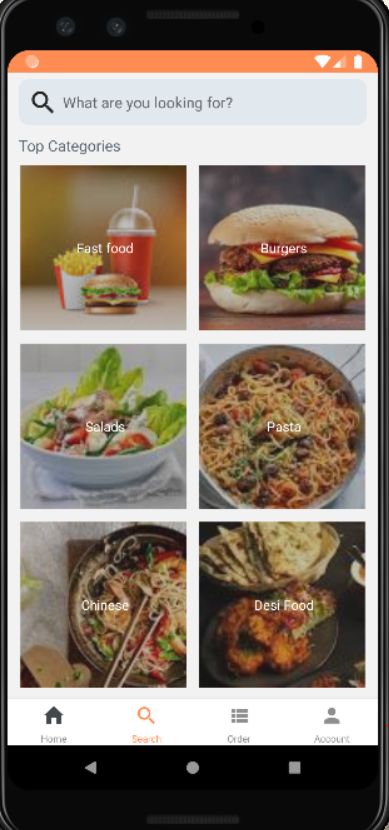 What are you looking for?
Top Categories
Fast food
Burgers
Salads
Pasta
Chinese
Desi Food
Home
Search
Order
Account